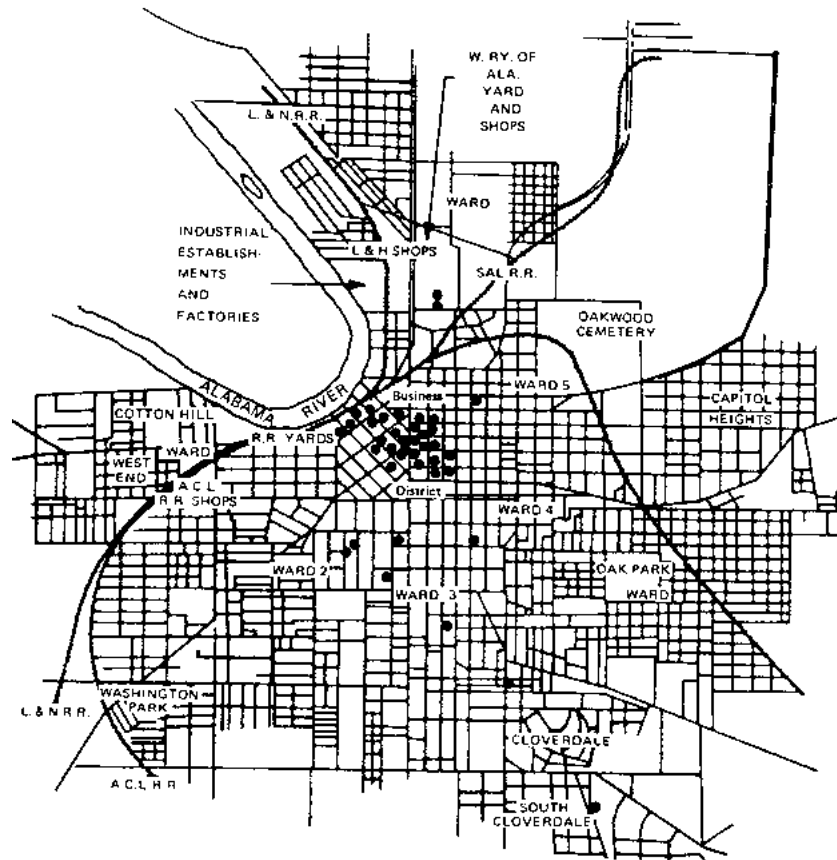 W. RY. OF
ALA.
YARD
AND
SHOPS
L. & N.R.R.
WARD
INDUSTRIAL
ESTABLISH-
MENTS
AND
FACTORIES
L & H SHOPS
SAL R.R.
OAKWOOD
CEMETERY
ALABAMA RIVER
WARD 5
Business
CAPITOL
HEIGHTS
COTTON HILL
R.R. YARDS
WARD
WEST
END
A.C.L.
R.R. SHOPS
District
WARD 4
WARD 2
OAK PARK
WARD
WARD 3
WASHINGTON
PARK
L. & N R.R.
CLOVERDALE
A.C.L. R.R.
SOUTH
CLOVERDALE